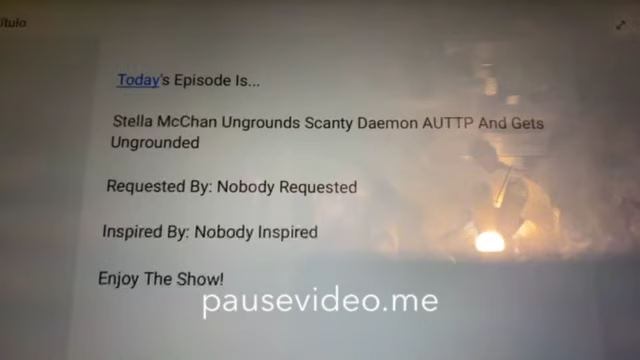 ítulo
Today's Episode Is...
Stella McChan Ungrounds Scanty Daemon AUTTP And Gets
Ungrounded
Requested By: Nobody Requested
Inspired By: Nobody Inspired
Enjoy The Show!
pausevideo.me